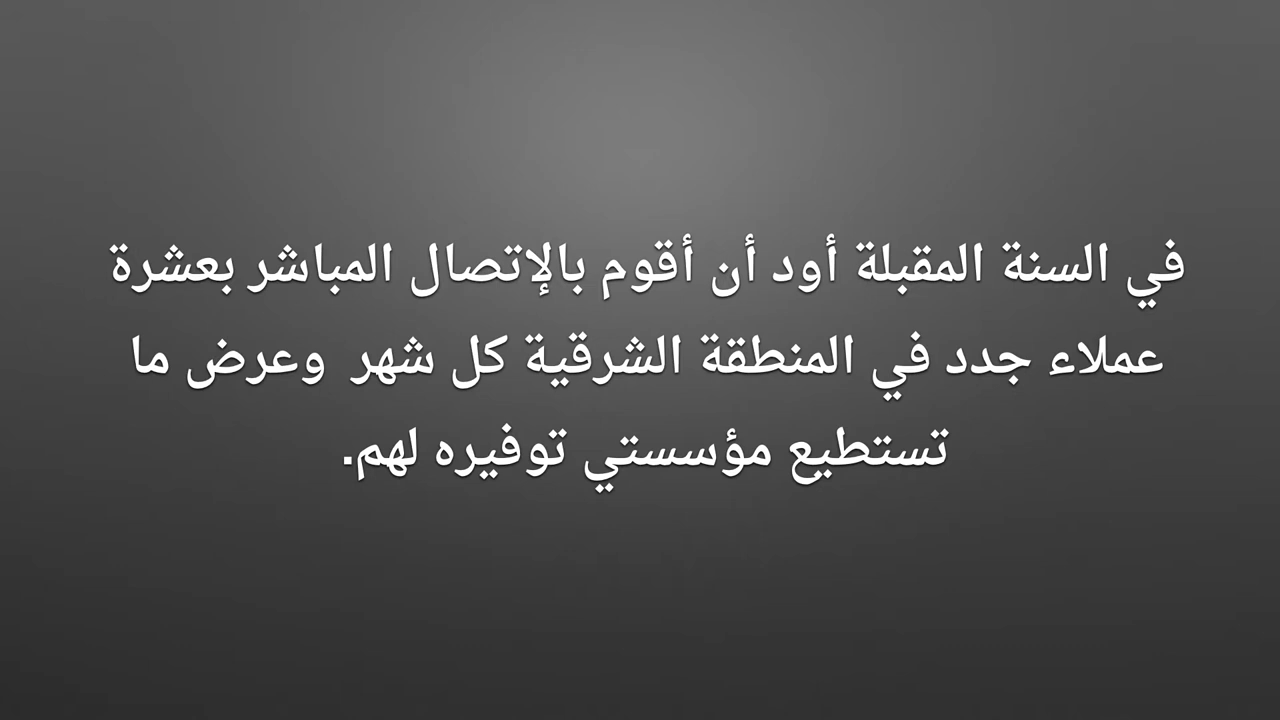 في السنة المقبلة أود أن أقوم بالإتصال المباشر بعشرة
عملاء جدد في المنطقة الشرقية كل شهر  وعرض ما
تستطيع مؤسستي توفيره لهم.